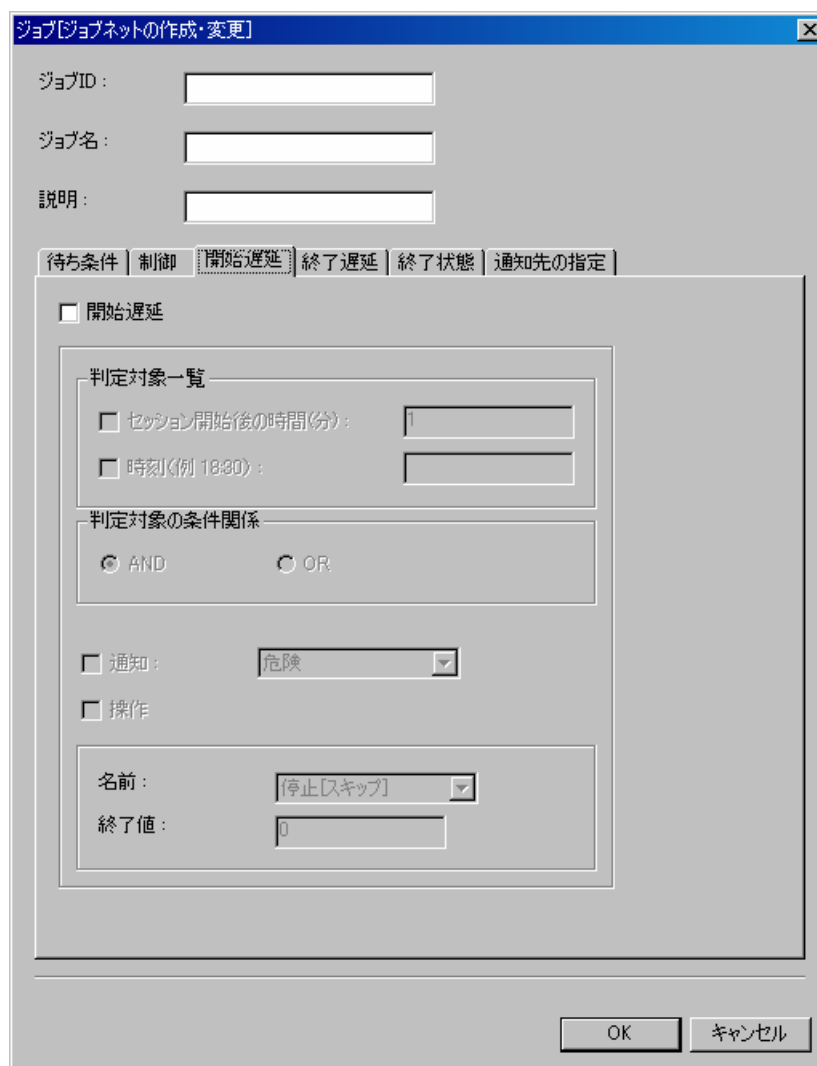 ジョブ[ジョブネットの作成・変更]
ジョブID :
ジョブ名 :
説明 :
待ち条件 制御 開始遅延 終了遅延 終了状態 通知先の指定
開始遅延
判定対象一覧
セッション開始後の時間(分) : 1
時刻(例 18:30) :
判定対象の条件関係
AND OR
通知 : 危険
操作
名前 : 停止[スキップ]
終了値 : 0
OK キャンセル